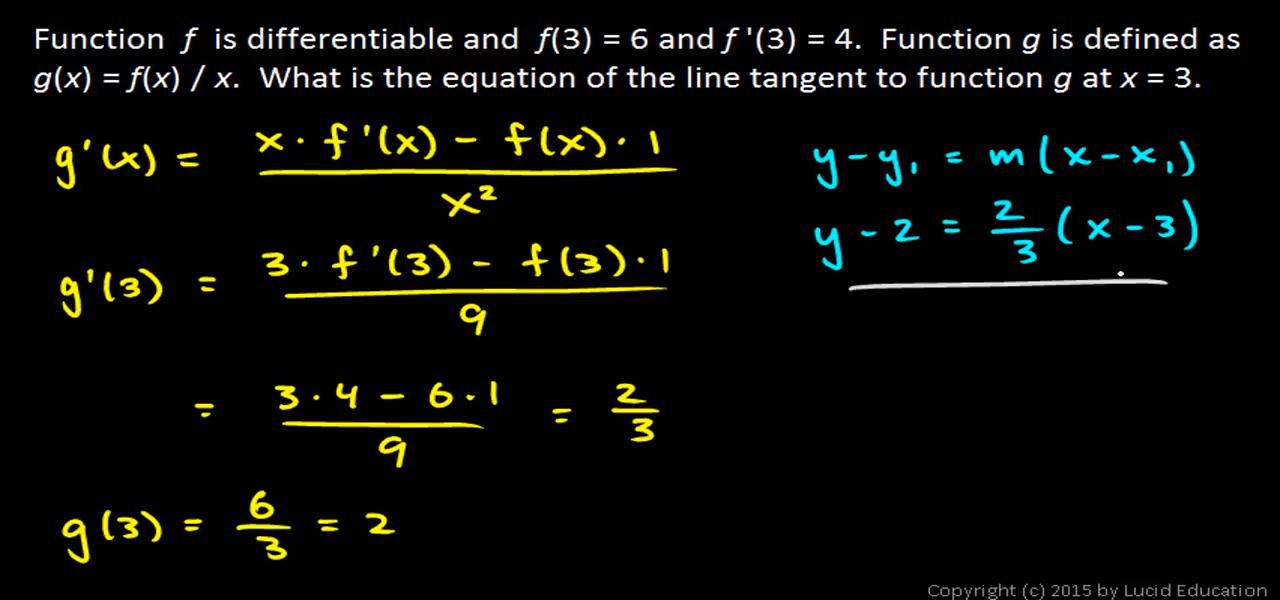 Function f is differentiable and f(3) = 6 and f '(3) = 4. Function g is defined as
g(x) = f(x) / x. What is the equation of the line tangent to function g at x = 3.
g'(x) = (x · f'(x) - f(x) · 1) / x²
g'(3) = (3 · f'(3) - f(3) · 1) / 9
= (3 · 4 - 6 · 1) / 9 = 2/3
g(3) = 6/3 = 2
y - y₁ = m(x - x₁)
y - 2 = 2/3 (x - 3)
Copyright (c) 2015 by Lucid Education